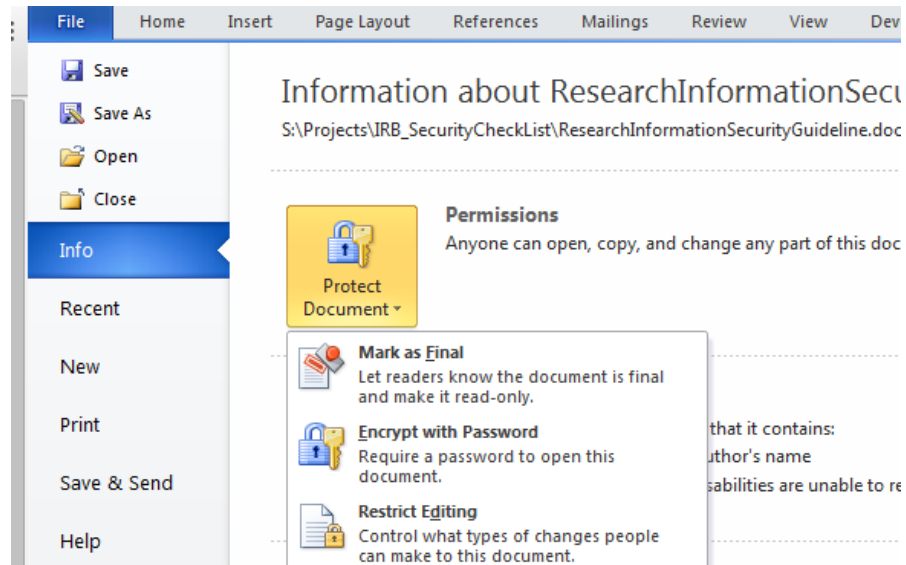 File Home Insert Page Layout References Mailings Review View Dev
Save
Save As
Open
Close
Info
Recent
New
Print
Save & Send
Help
Information about ResearchInformationSecu
S:\Projects\IRB_SecurityCheckList\ResearchInformationSecurityGuideline.doc
Protect
Document
Permissions
Anyone can open, copy, and change any part of this doc
Mark as Final
Let readers know the document is final
and make it read-only.
Encrypt with Password
Require a password to open this
document.
Restrict Editing
Control what types of changes people
can make to this document.
that it contains:
uthor's name
sabilities are unable to re